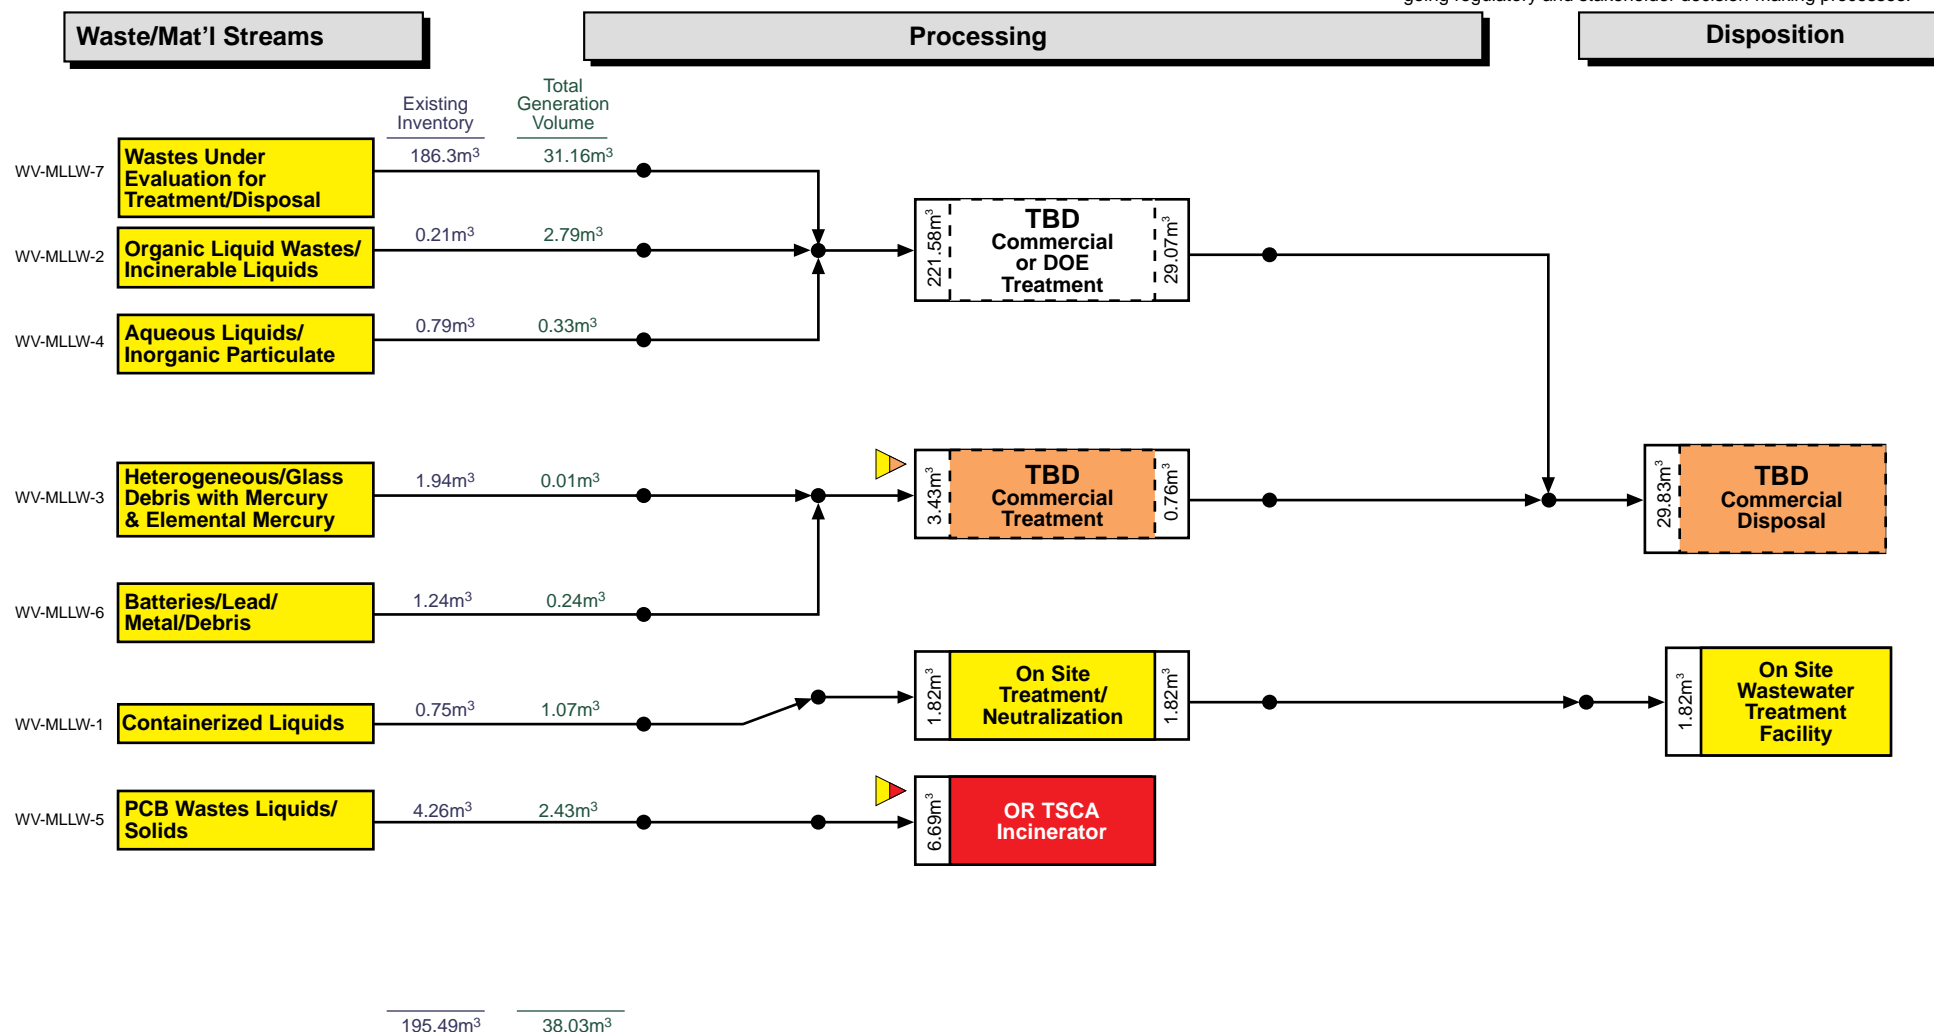 going regulatory and stakeholder decision-making processes.
Waste/Mat'l Streams
Processing
Disposition
Existing
Inventory
Total
Generation
Volume
WV-MLLW-7
Wastes Under
Evaluation for
Treatment/Disposal
186.3m³
31.16m³
WV-MLLW-2
Organic Liquid Wastes/
Incinerable Liquids
0.21m³
2.79m³
WV-MLLW-4
Aqueous Liquids/
Inorganic Particulate
0.79m³
0.33m³
221.58m³
TBD
Commercial
or DOE
Treatment
29.07m³
WV-MLLW-3
Heterogeneous/Glass
Debris with Mercury
& Elemental Mercury
1.94m³
0.01m³
3.43m³
TBD
Commercial
Treatment
0.76m³
29.83m³
TBD
Commercial
Disposal
WV-MLLW-6
Batteries/Lead/
Metal/Debris
1.24m³
0.24m³
WV-MLLW-1
Containerized Liquids
0.75m³
1.07m³
1.82m³
On Site
Treatment/
Neutralization
1.82m³
1.82m³
On Site
Wastewater
Treatment
Facility
WV-MLLW-5
PCB Wastes Liquids/
Solids
4.26m³
2.43m³
6.69m³
OR TSCA
Incinerator
195.49m³
38.03m³